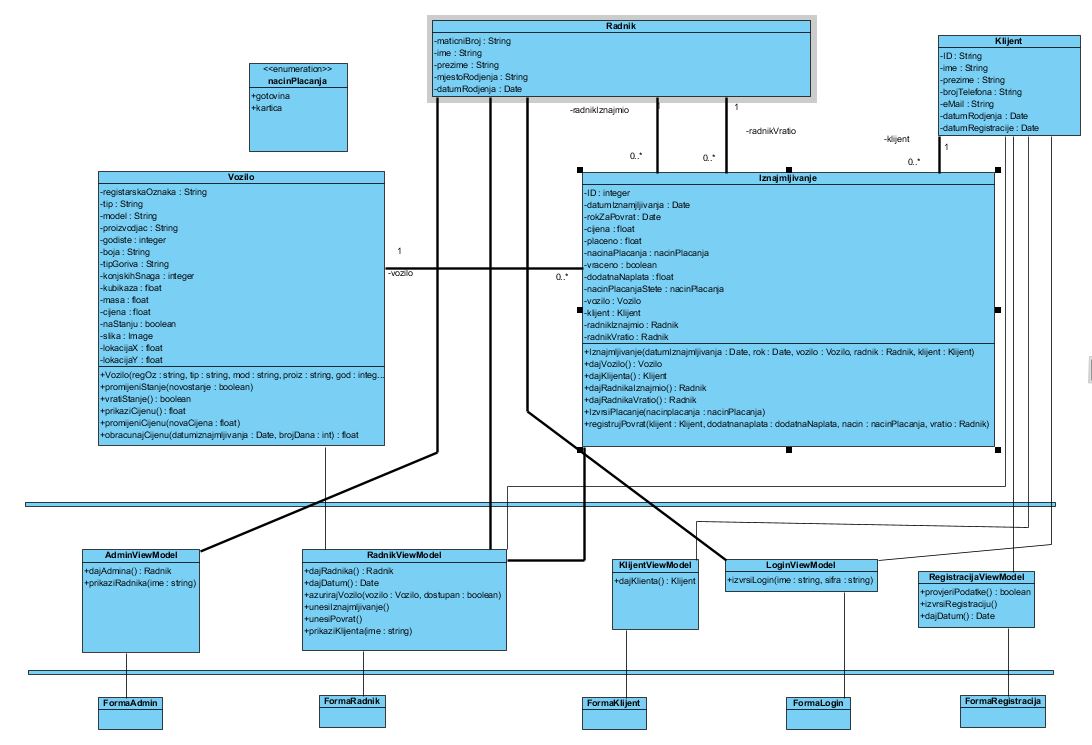 Radnik
-maticniBroj : String
-ime : String
-prezime : String
-mjestoRodjenja : String
-datumRodjenja : Date
Klijent
-ID : String
-ime : String
-prezime : String
-brojTelefona : String
-eMail : String
-datumRodjenja : Date
-datumRegistracije : Date
<<enumeration>>
nacinPlacanja
+gotovina
+kartica
-radnikIznajmio
1
1
-radnikVratio
0..*
0..*
-klijent
1
0..*
Vozilo
-registarskaOznaka : String
-tip : String
-model : String
-proizvodjac : String
-godiste : integer
-boja : String
-tipGoriva : String
-konjskihSnaga : integer
-kubikaza : float
-masa : float
-cijena : float
-naStanju : boolean
-slika : Image
-lokacijaX : float
-lokacijaY : float
+Vozilo(regOz : string, tip : string, mod : string, proiz : string, god : integ...
+promijeniStanje(novostanje : boolean)
+vratiStanje() : boolean
+prikaziCijenu() : float
+promijeniCijenu(novaCijena : float)
+obracunajCijenu(datumiznajmljivanja : Date, brojDana : int) : float
1
-vozilo
0..*
Iznajmljivanje
-ID : integer
-datumIznamjljivanja : Date
-rokZaPovrat : Date
-cijena : float
-placeno : float
-nacinaPlacanja : nacinPlacanja
-vraceno : boolean
-dodatnaNaplata : float
-nacinPlacanjaStete : nacinPlacanja
-vozilo : Vozilo
-klijent : Klijent
-radnikIznajmio : Radnik
-radnikVratio : Radnik
+Iznajmljivanje(datumIznajmljivanja : Date, rok : Date, vozilo : Vozilo, radnik : Radnik, klijent : Klijent)
+dajVozilo() : Vozilo
+dajKlijenta() : Klijent
+dajRadnikaIznajmio() : Radnik
+dajRadnikaVratio() : Radnik
+IzvrsiPlacanje(nacinplacanja : nacinPlacanja)
+registrujPovrat(klijent : Klijent, dodatnanaplata : dodatnaNaplata, nacin : nacinPlacanja, vratio : Radnik)
AdminViewModel
+dajAdmina() : Radnik
+prikaziRadnika(ime : string)
RadnikViewModel
+dajRadnika() : Radnik
+dajDatum() : Date
+azurirajVozilo(vozilo : Vozilo, dostupan : boolean)
+unesiIznajmljivanje()
+unesiPovrat()
+prikaziKlijenta(ime : string)
KlijentViewModel
+dajKlienta() : Klijent
LoginViewModel
+izvrsiLogin(ime : string, sifra : string)
RegistracijaViewModel
+provjeriPodatke() : boolean
+izvrsiRegistraciju()
+dajDatum() : Date
FormaAdmin
FormaRadnik
FormaKlijent
FormaLogin
FormaRegistracija